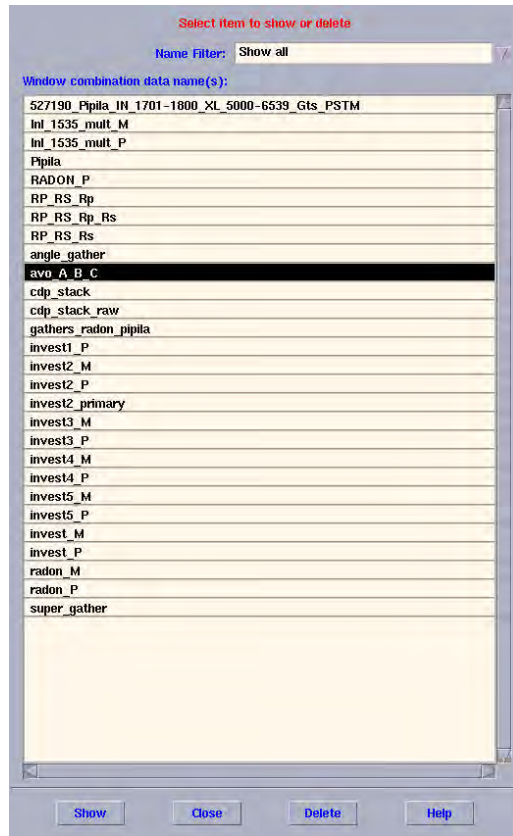 Select item to show or delete
Name Filter: Show all
Window combination data name(s):
527190_Pipila_IN_1701-1800_XL_5000-6539_Gts_PSTM
Inl_1535_mult_M
Inl_1535_mult_P
Pipila
RADON_P
RP_RS_Rp
RP_RS_Rp_Rs
RP_RS_Rs
angle_gather
avo_A_B_C
cdp_stack
cdp_stack_raw
gathers_radon_pipila
invest1_P
invest2_M
invest2_P
invest2_primary
invest3_M
invest3_P
invest4_M
invest4_P
invest5_M
invest5_P
invest_M
invest_P
radon_M
radon_P
super_gather
Show Close Delete Help